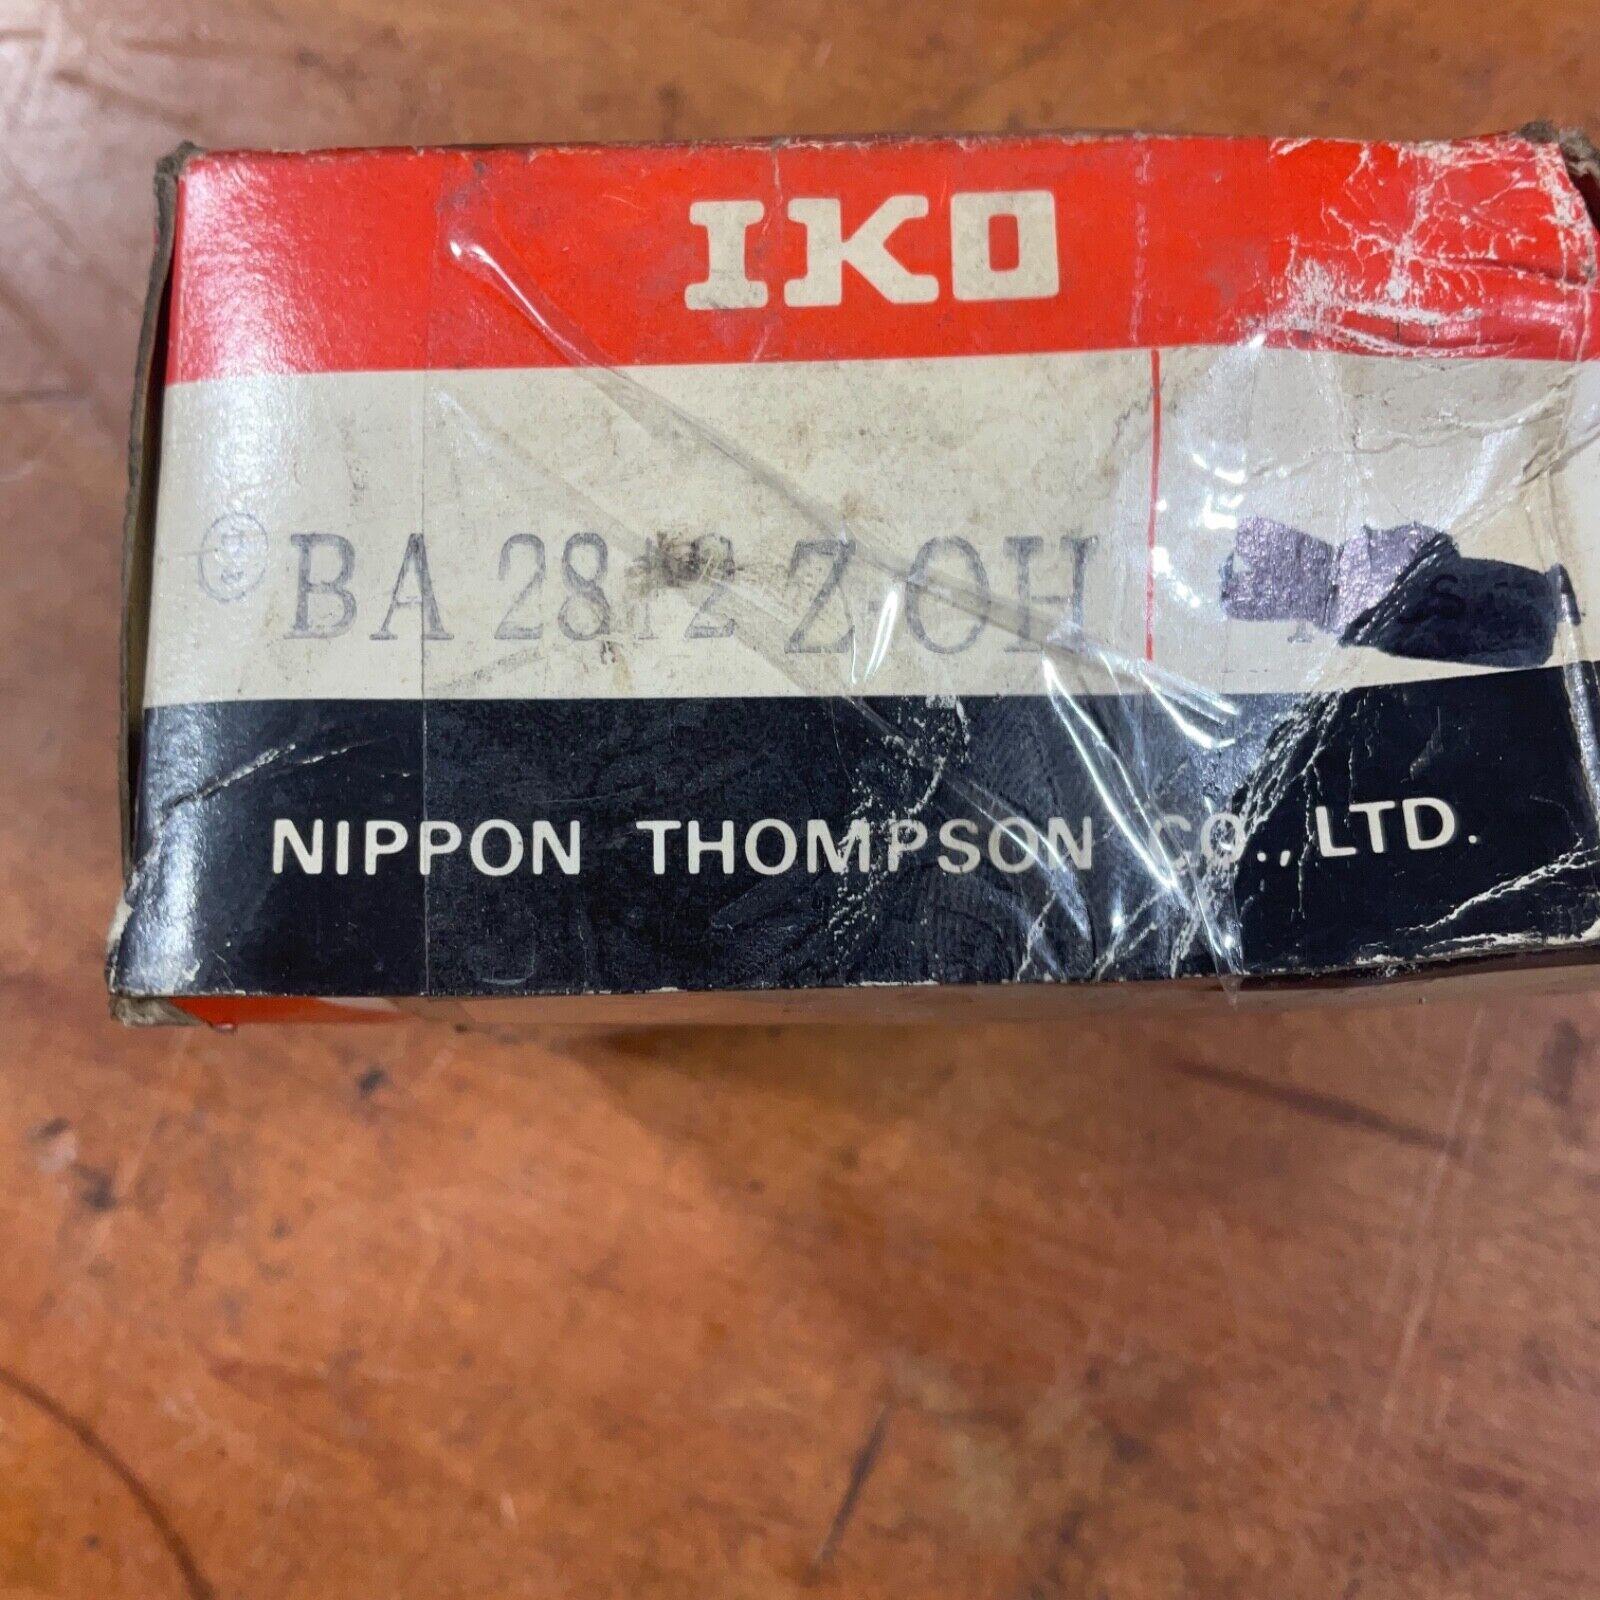 IKO
BA 2812 Z-OH
NIPPON THOMPSON CO., LTD.